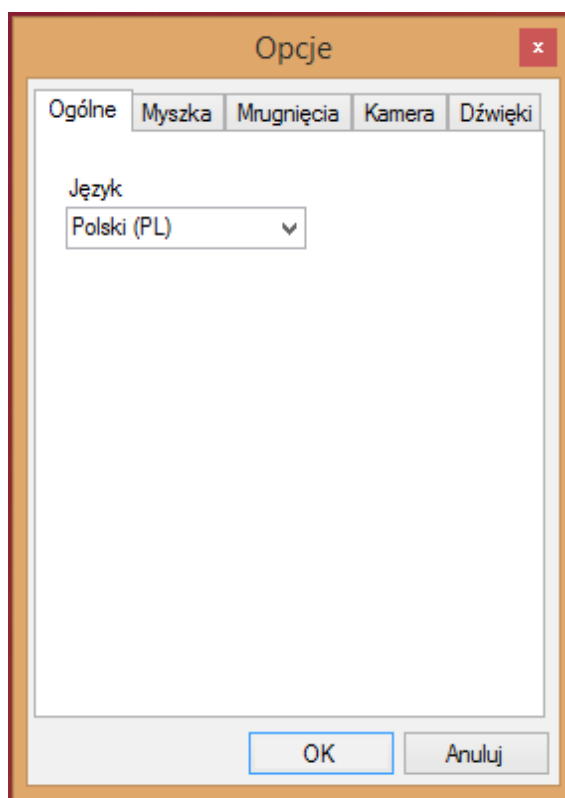 Opcje
x
Ogólne Myszka Mrugnięcia Kamera Dźwięki
Język
Polski (PL)
OK Anuluj